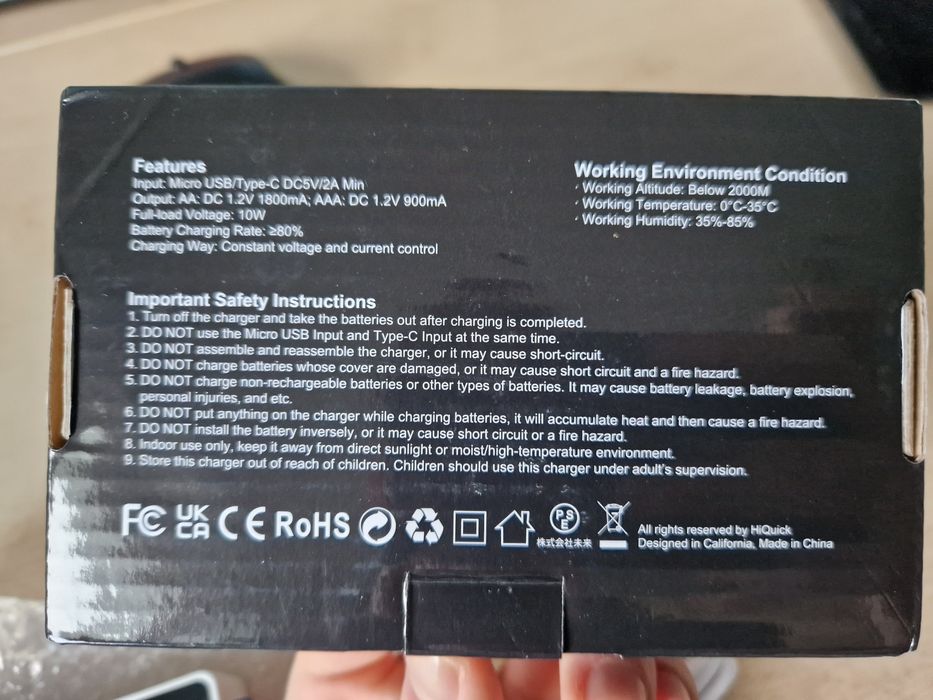 Features
Input: Micro USB/Type-C DC5V/2A Min
Output: AA: DC 1.2V 1800mA; AAA: DC 1.2V 900mA
Full-load Voltage: 10W
Battery Charging Rate: ≥80%
Charging Way: Constant voltage and current control
Working Environment Condition
· Working Altitude: Below 2000M
· Working Temperature: 0°C-35°C
· Working Humidity: 35%-85%
Important Safety Instructions
1. Turn off the charger and take the batteries out after charging is completed.
2. DO NOT use the Micro USB Input and Type-C Input at the same time.
3. DO NOT assemble and reassemble the charger, or it may cause short-circuit.
4. DO NOT charge batteries whose cover are damaged, or it may cause short circuit and a fire hazard.
5. DO NOT charge non-rechargeable batteries or other types of batteries. It may cause battery leakage, battery explosion,
personal injuries, and etc.
6. DO NOT put anything on the charger while charging batteries, it will accumulate heat and then cause a fire hazard.
7. DO NOT install the battery inversely, or it may cause short circuit or a fire hazard.
8. Indoor use only, keep it away from direct sunlight or moist/high-temperature environment.
9. Store this charger out of reach of children. Children should use this charger under adult's supervision.
FC UK CA CE RoHS PSE
株式会社未来
All rights reserved by HiQuick
Designed in California, Made in China